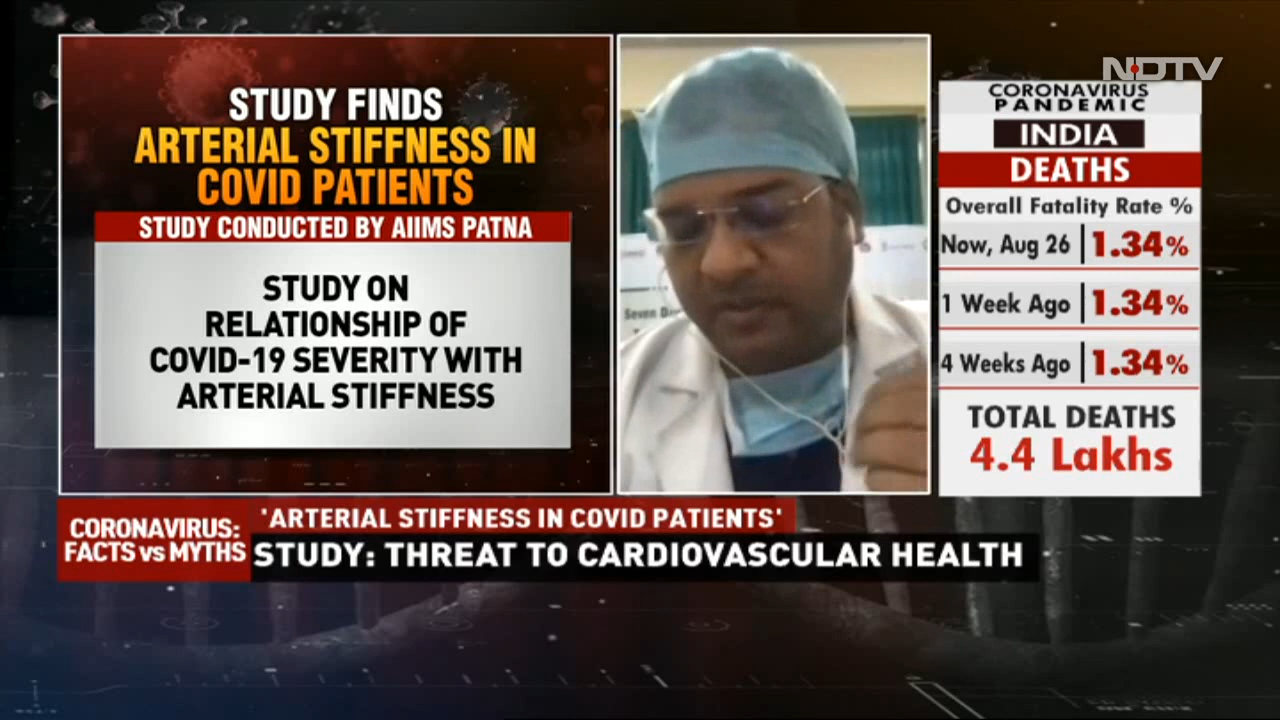 NDTV
STUDY FINDS
ARTERIAL STIFFNESS IN
COVID PATIENTS
STUDY CONDUCTED BY AIIMS PATNA
STUDY ON
RELATIONSHIP OF
COVID-19 SEVERITY WITH
ARTERIAL STIFFNESS
Seven
CORONAVIRUS
PANDEMIC
INDIA
DEATHS
Overall Fatality Rate %
Now, Aug 26 1.34%
1 Week Ago 1.34%
4 Weeks Ago 1.34%
TOTAL DEATHS
4.4 Lakhs
CORONAVIRUS:
FACTS vs MYTHS
'ARTERIAL STIFFNESS IN COVID PATIENTS'
STUDY: THREAT TO CARDIOVASCULAR HEALTH